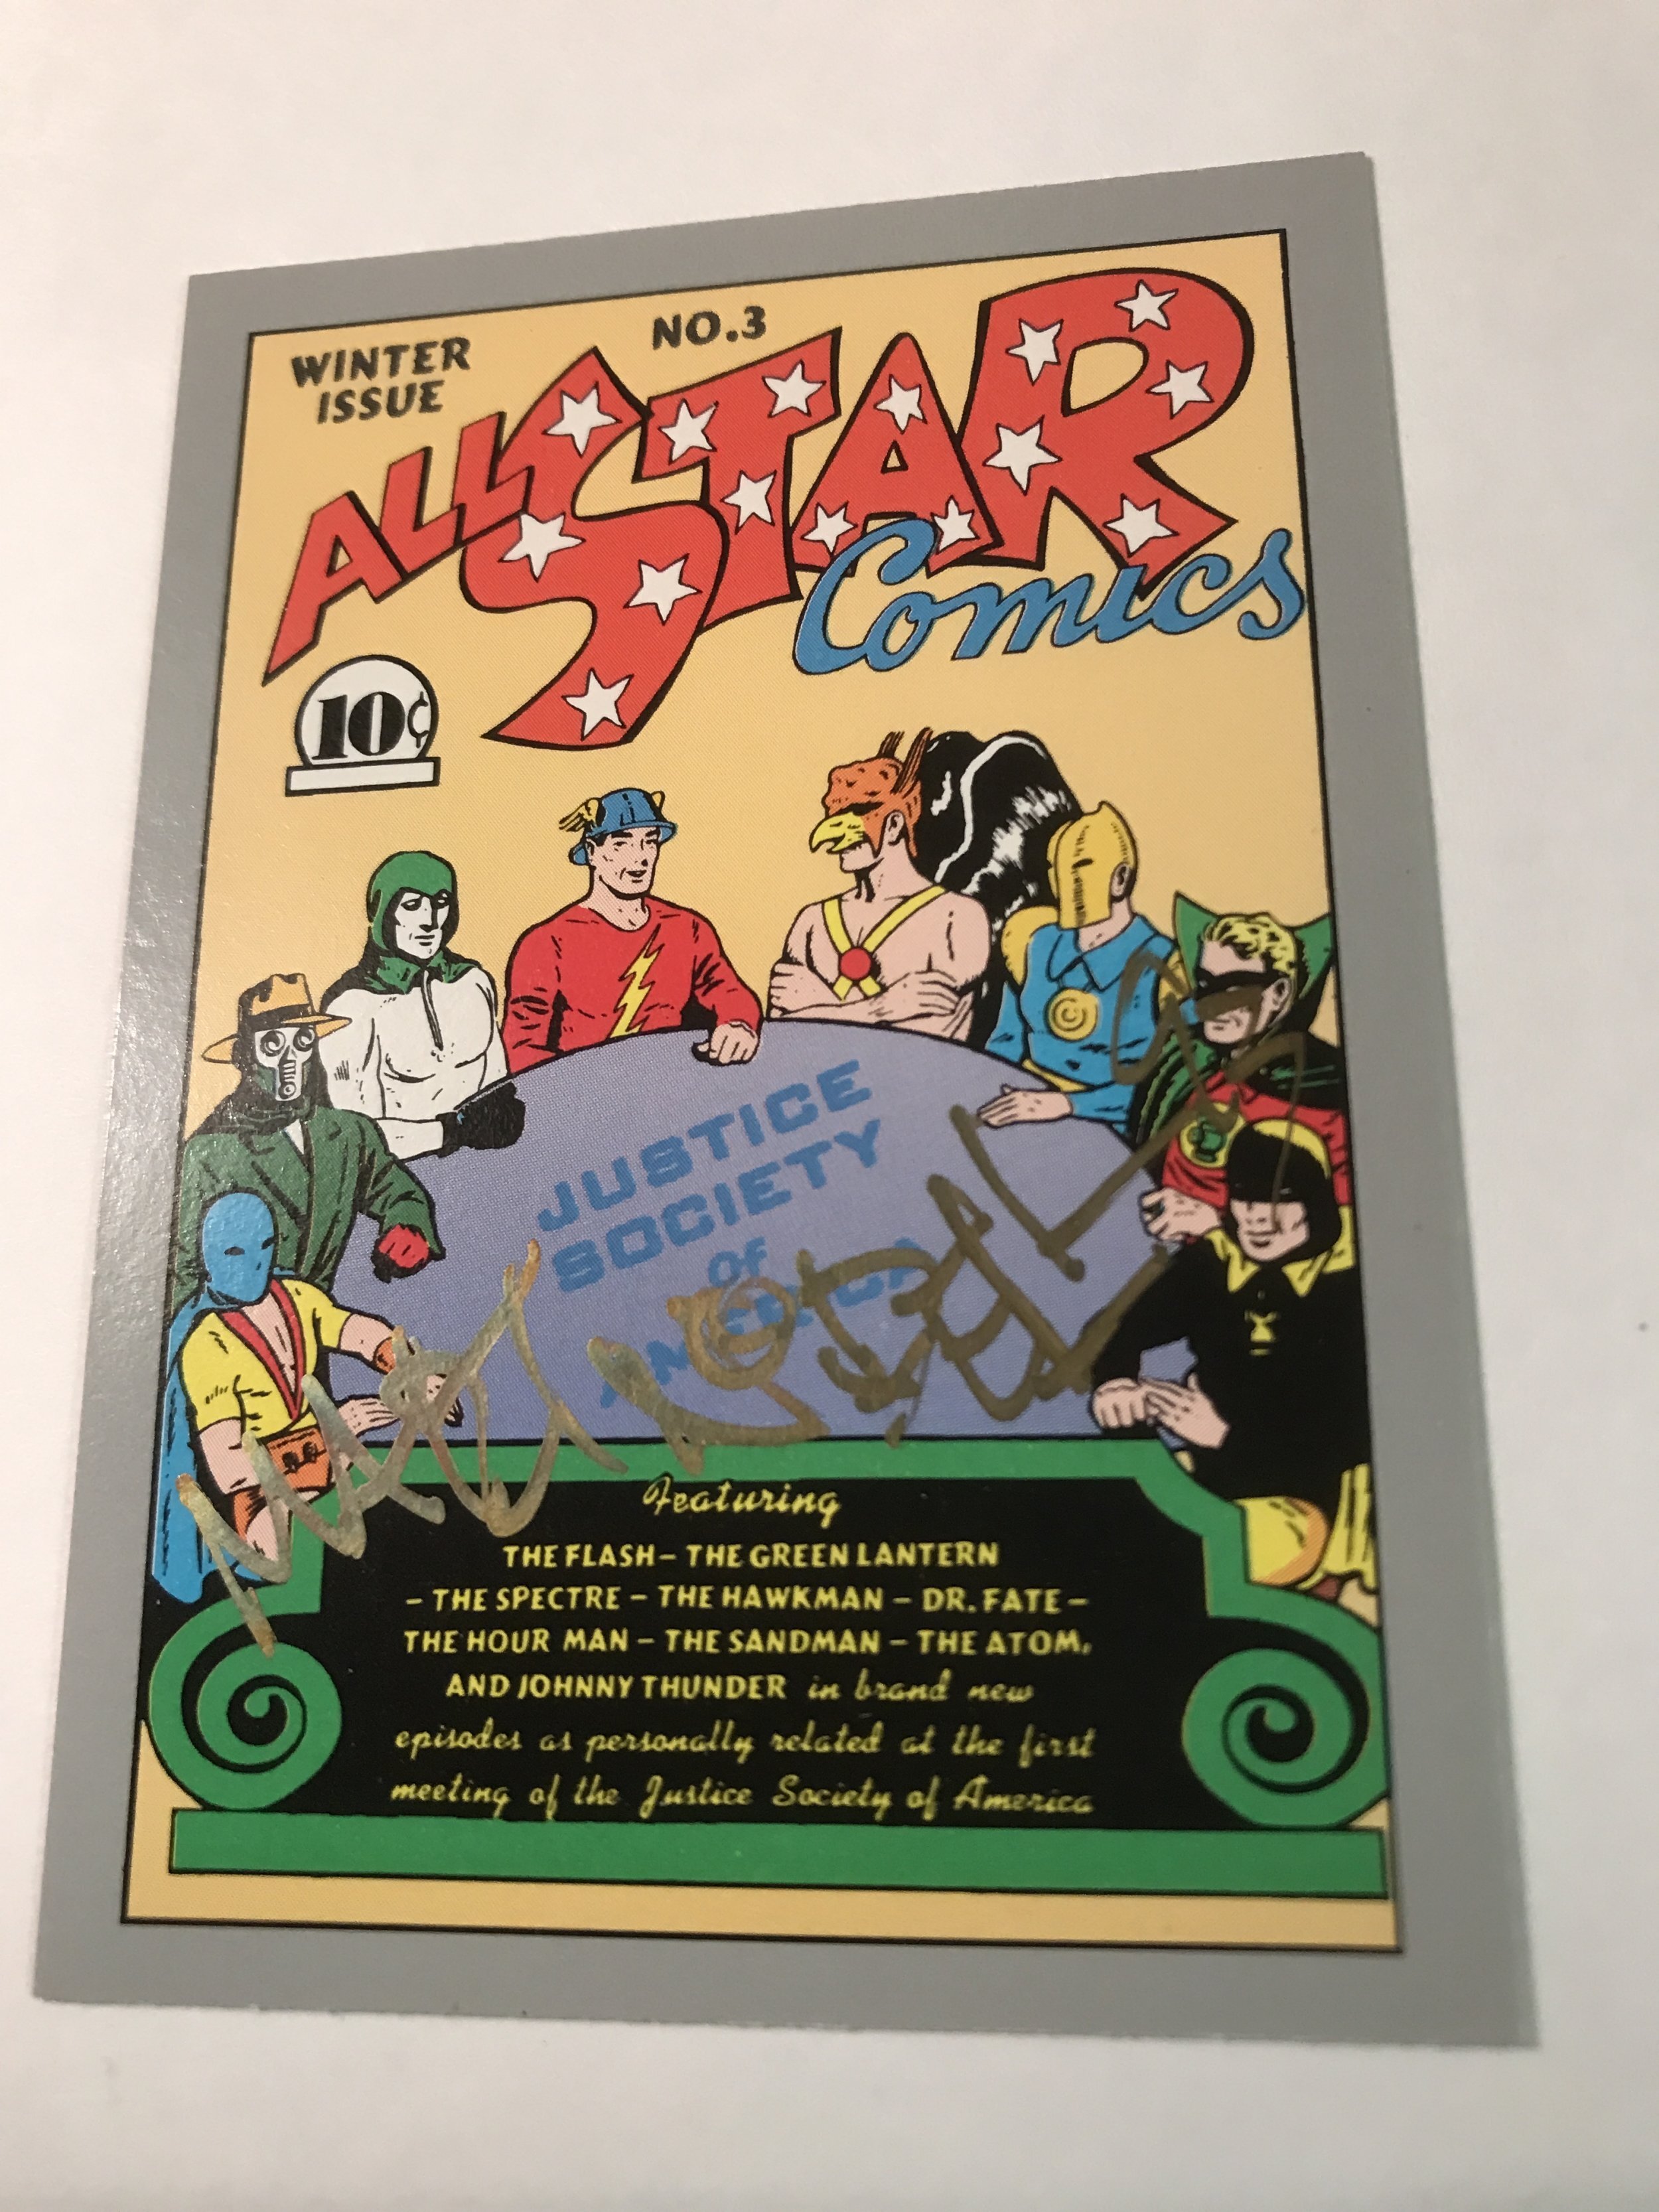 WINTER ISSUE
NO.3
ALL STAR
Comics
10¢
JUSTICE
SOCIETY
OF
AMERICA
Featuring
THE FLASH – THE GREEN LANTERN
– THE SPECTRE – THE HAWKMAN – DR. FATE –
THE HOUR MAN – THE SANDMAN – THE ATOM,
AND JOHNNY THUNDER in brand new
episodes as personally related at the first
meeting of the Justice Society of America